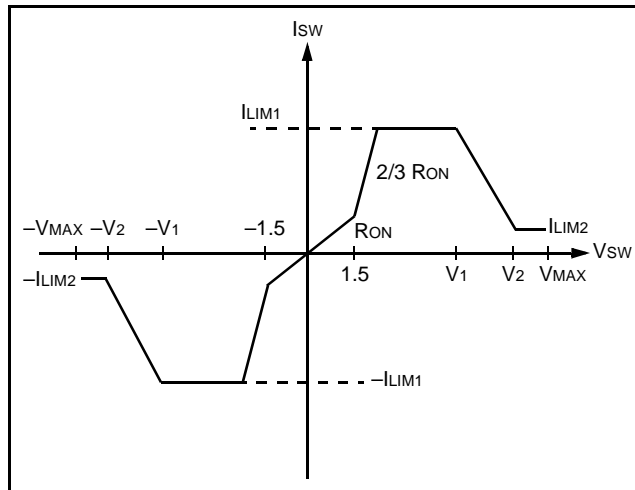 ISW
ILIM1
2/3 RON
–VMAX –V2 –V1 –1.5 RON ILIM2
VSW
–ILIM2 1.5 V1 V2 VMAX
–ILIM1